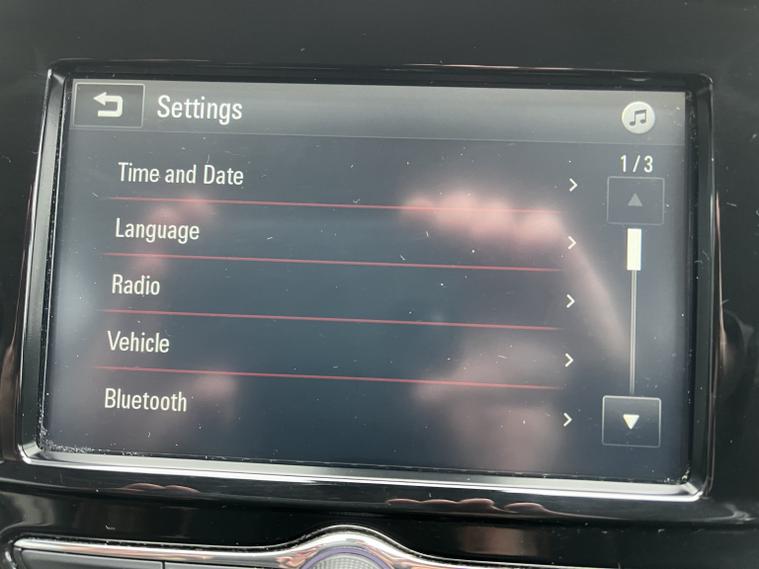 Settings
1/3
Time and Date
Language
Radio
Vehicle
Bluetooth